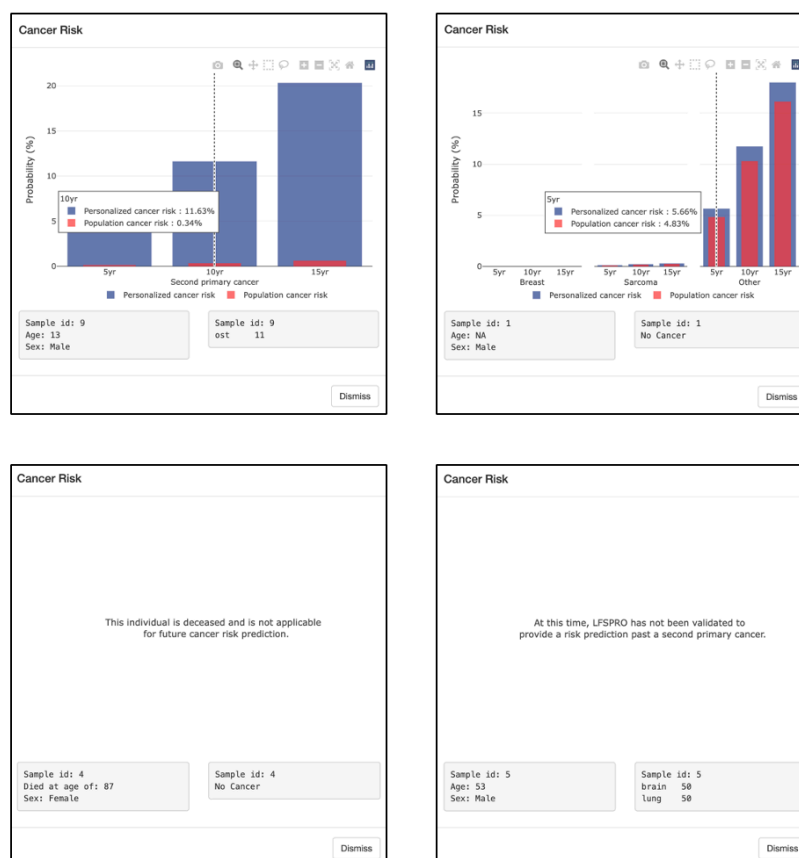 Cancer Risk
20
15
10
5
0
Probability (%)
10yr
Personalized cancer risk : 11.63%
Population cancer risk : 0.34%
5yr 10yr 15yr
Second primary cancer
Personalized cancer risk Population cancer risk
Sample id: 9
Age: 13
Sex: Male
Sample id: 9
ost 11
Dismiss
Cancer Risk
15
10
5
0
Probability (%)
5yr
Personalized cancer risk : 5.66%
Population cancer risk : 4.83%
5yr 10yr 15yr 5yr 10yr 15yr 5yr 10yr 15yr
Breast Sarcoma Other
Personalized cancer risk Population cancer risk
Sample id: 1
Age: NA
Sex: Male
Sample id: 1
No Cancer
Dismiss
Cancer Risk
This individual is deceased and is not applicable
for future cancer risk prediction.
Sample id: 4
Died at age of: 87
Sex: Female
Sample id: 4
No Cancer
Dismiss
Cancer Risk
At this time, LFSPRO has not been validated to
provide a risk prediction past a second primary cancer.
Sample id: 5
Age: 53
Sex: Male
Sample id: 5
brain 50
lung 50
Dismiss